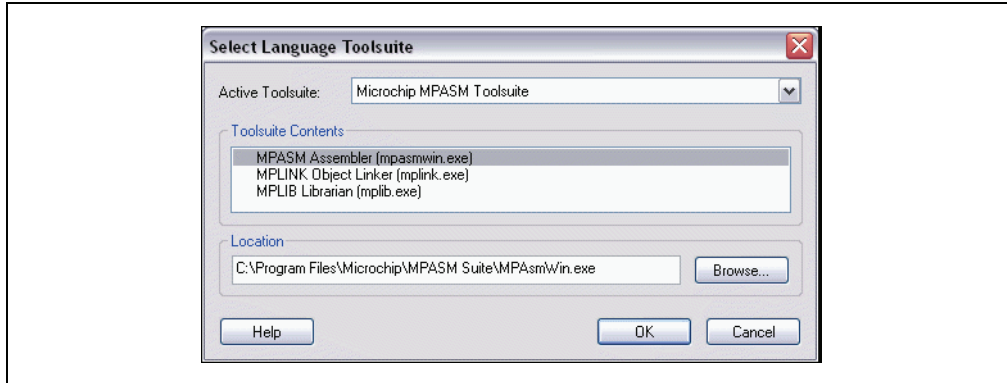 Select Language Toolsuite
Active Toolsuite: Microchip MPASM Toolsuite
Toolsuite Contents
MPASM Assembler (mpasmwin.exe)
MPLINK Object Linker (mplink.exe)
MPLIB Librarian (mplib.exe)
Location
C:\Program Files\Microchip\MPASM Suite\MPAsmWin.exe Browse...
Help OK Cancel